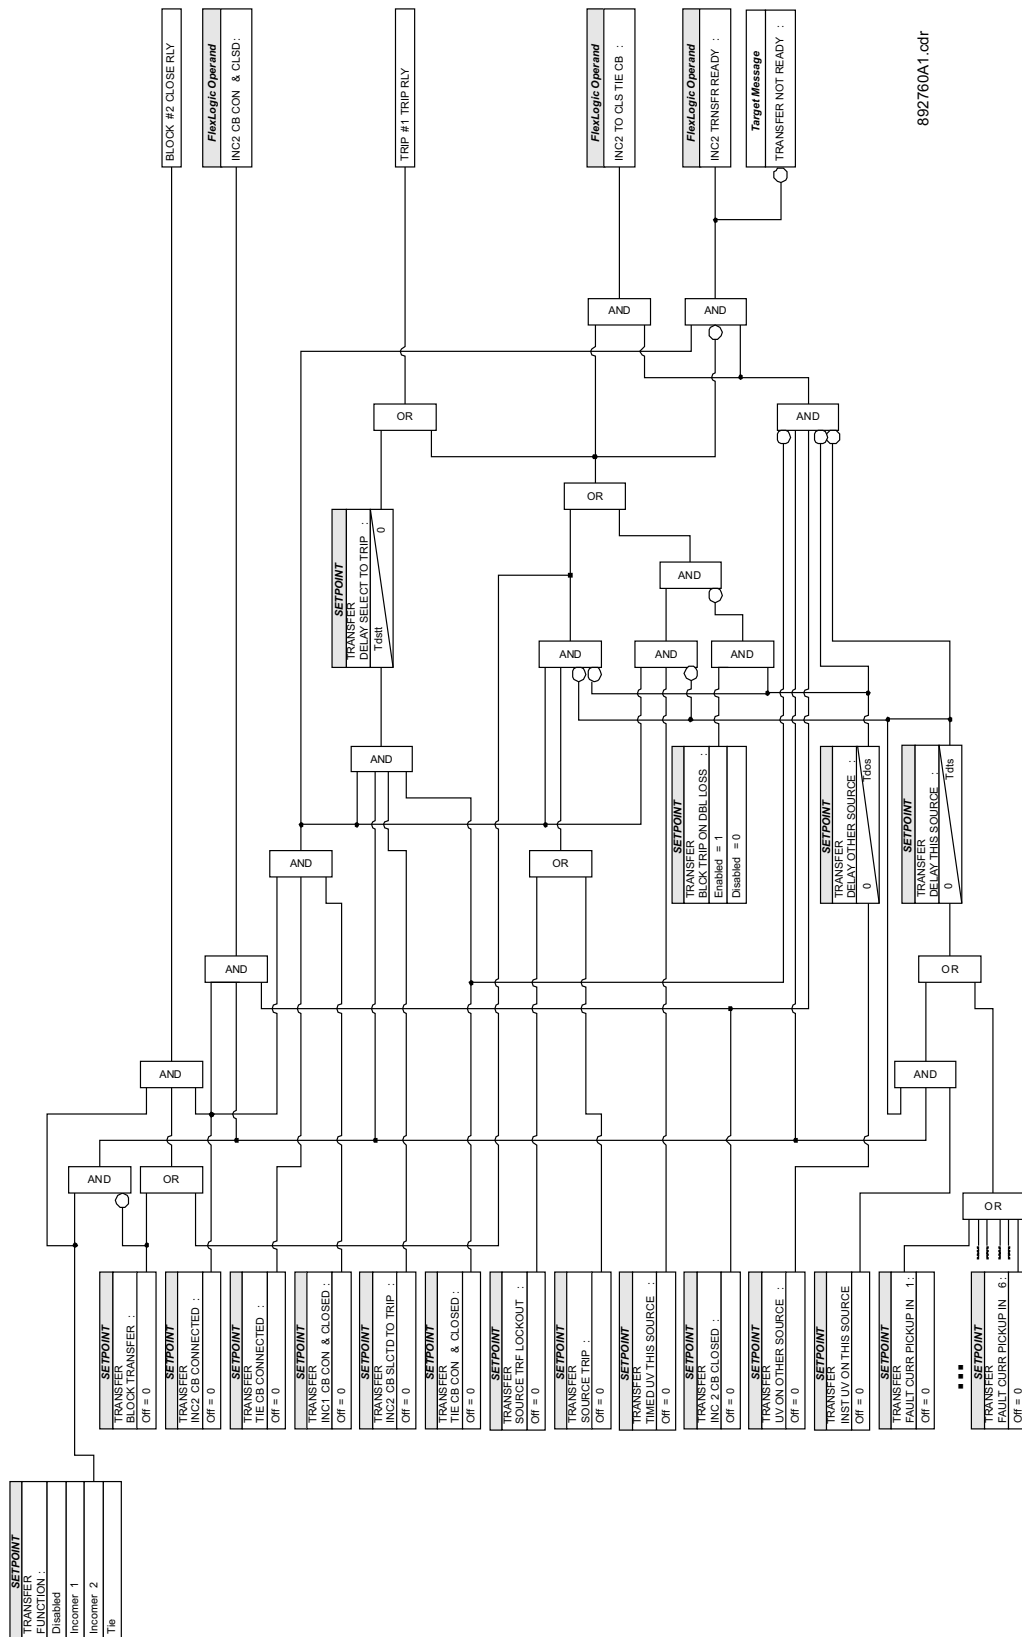 SETPOINT
TRANSFER
FUNCTION :
Disabled
Incomer 1
Incomer 2
Tie
SETPOINT
TRANSFER
BLOCK TRANSFER :
Off = 0
SETPOINT
TRANSFER
INC2 CB CONNECTED :
Off = 0
SETPOINT
TRANSFER
TIE CB CONNECTED :
Off = 0
SETPOINT
TRANSFER
INC1 CB CON & CLOSED :
Off = 0
SETPOINT
TRANSFER
INC2 CB SLCTD TO TRIP :
Off = 0
SETPOINT
TRANSFER
TIE CB CON & CLOSED :
Off = 0
SETPOINT
TRANSFER
SOURCE TRF LOCKOUT :
Off = 0
SETPOINT
TRANSFER
SOURCE TRIP :
Off = 0
SETPOINT
TRANSFER
TIMED UV THIS SOURCE :
Off = 0
SETPOINT
TRANSFER
INC 2 CB CLOSED :
Off = 0
SETPOINT
TRANSFER
UV ON OTHER SOURCE :
Off = 0
SETPOINT
TRANSFER
INST UV ON THIS SOURCE
Off = 0
SETPOINT
TRANSFER
FAULT CURR PICKUP IN 1 :
Off = 0
SETPOINT
TRANSFER
FAULT CURR PICKUP IN 6 :
Off = 0
AND
OR
OR
AND
AND
AND
AND
OR
AND
OR
SETPOINT
TRANSFER
BLCK TRIP ON DBL LOSS :
Enabled = 1
Disabled = 0
SETPOINT
TRANSFER
DELAY OTHER SOURCE :
0
Tdos
SETPOINT
TRANSFER
DELAY THIS SOURCE :
0
Tdts
AND
SETPOINT
TRANSFER
DELAY SELECT TO TRIP :
Tdstt
0
AND
AND
AND
AND
OR
OR
AND
AND
AND
BLOCK #2 CLOSE RLY
FlexLogic Operand
INC2 CB CON & CLSD :
TRIP #1 TRIP RLY
FlexLogic Operand
INC2 TO CLS TIE CB :
FlexLogic Operand
INC2 TRNSFR READY :
Target Message
TRANSFER NOT READY :
892760A1.cdr